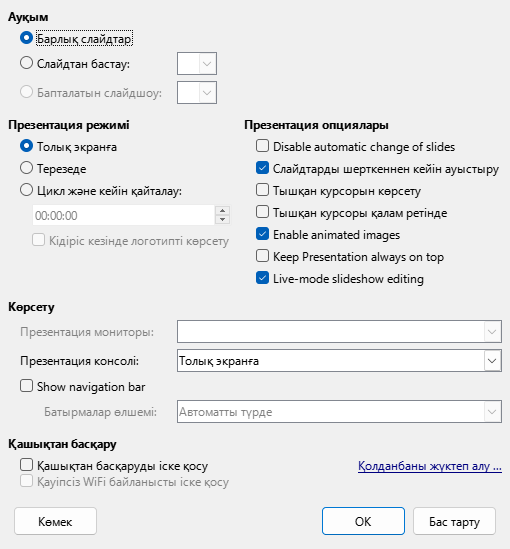 Ауқым
Барлық слайдтар
Слайдтан бастау:
Бапталатын слайдшоу:
Презентация режимі
Толық экранға
Терезеде
Цикл және кейін қайталау:
00:00:00
Кідіріс кезінде логотипті көрсету
Презентация опциялары
Disable automatic change of slides
Слайдтарды шерткеннен кейін ауыстыру
Тышқан курсорын көрсету
Тышқан курсоры қалам ретінде
Enable animated images
Keep Presentation always on top
Live-mode slideshow editing
Көрсету
Презентация мониторы:
Презентация консолі: Толық экранға
Show navigation bar
Батырмалар өлшемі: Автоматты түрде
Қашықтан басқару
Қашықтан басқаруды іске қосу Қолданбаны жүктеп алу ...
Қауіпсіз WiFi байланысты іске қосу
Көмек OK Бас тарту